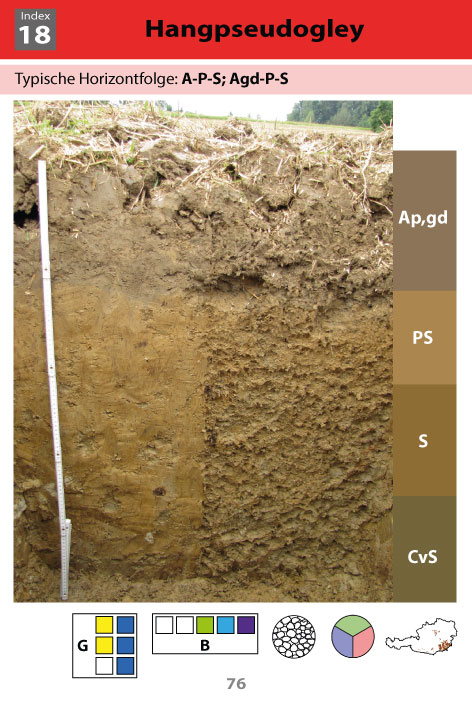 Index
18
Hangpseudogley
Typische Horizontfolge: A-P-S; Agd-P-S
Ap,gd
PS
S
CvS
G
B
76